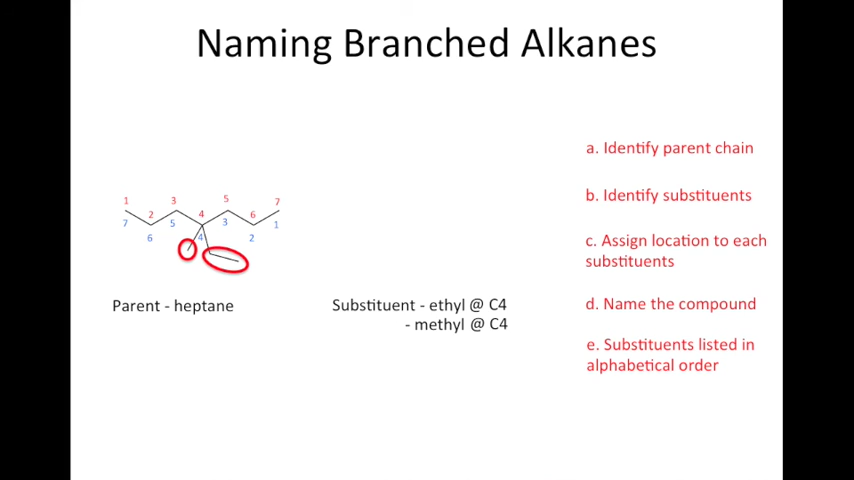 Naming Branched Alkanes
a. Identify parent chain
b. Identify substituents
c. Assign location to each
substituents
d. Name the compound
e. Substituents listed in
alphabetical order
1 2 3 4 5 6 7
7 6 5 4 3 2 1
Parent - heptane
Substituent - ethyl @ C4
- methyl @ C4